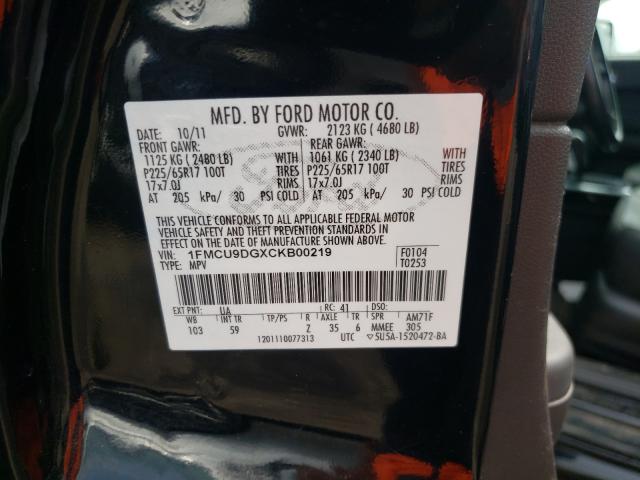 MFD. BY FORD MOTOR CO.
DATE: 10/11 GVWR: 2123 KG ( 4680 LB)
FRONT GAWR: REAR GAWR:
1125 KG ( 2480 LB) WITH 1061 KG ( 2340 LB) WITH
P225/65R17 100T TIRES P225/65R17 100T TIRES
17x7.0J RIMS 17x7.0J RIMS
AT 205 kPa/ 30 PSI COLD AT 205 kPa/ 30 PSI COLD
THIS VEHICLE CONFORMS TO ALL APPLICABLE FEDERAL MOTOR
VEHICLE SAFETY AND THEFT PREVENTION STANDARDS IN
EFFECT ON THE DATE OF MANUFACTURE SHOWN ABOVE.
VIN: 1FMCU9DGXCKB00219 F0104
TYPE: MPV T0253
EXT PNT: UA RC: 41 DSO:
WB INT TR TP/PS R AXLE TR SPR AM71F
103 59 Z 35 6 MMEE 305
1201110077313 UTC 5U5A-1520472-BA